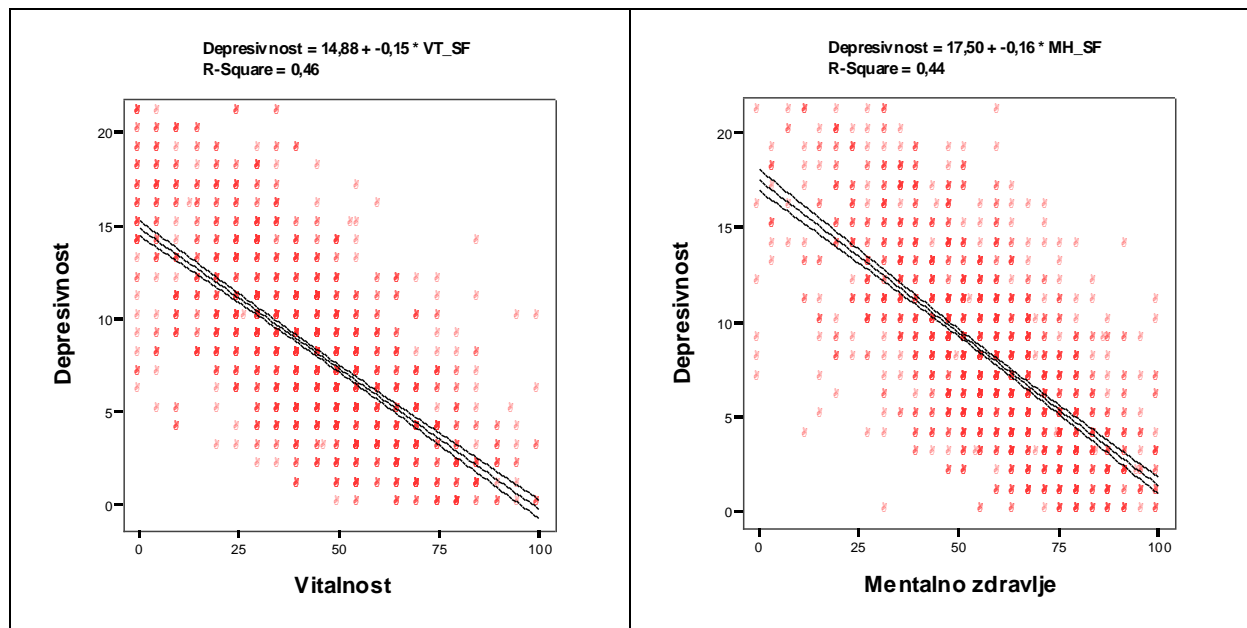 Depresivnost = 14,88 + -0,15 * VT_SF
R-Square = 0,46
20
15
10
5
0
Depresivnost
0 25 50 75 100
Vitalnost
Depresivnost = 17,50 + -0,16 * MH_SF
R-Square = 0,44
20
15
10
5
0
Depresivnost
0 25 50 75 100
Mentalno zdravlje